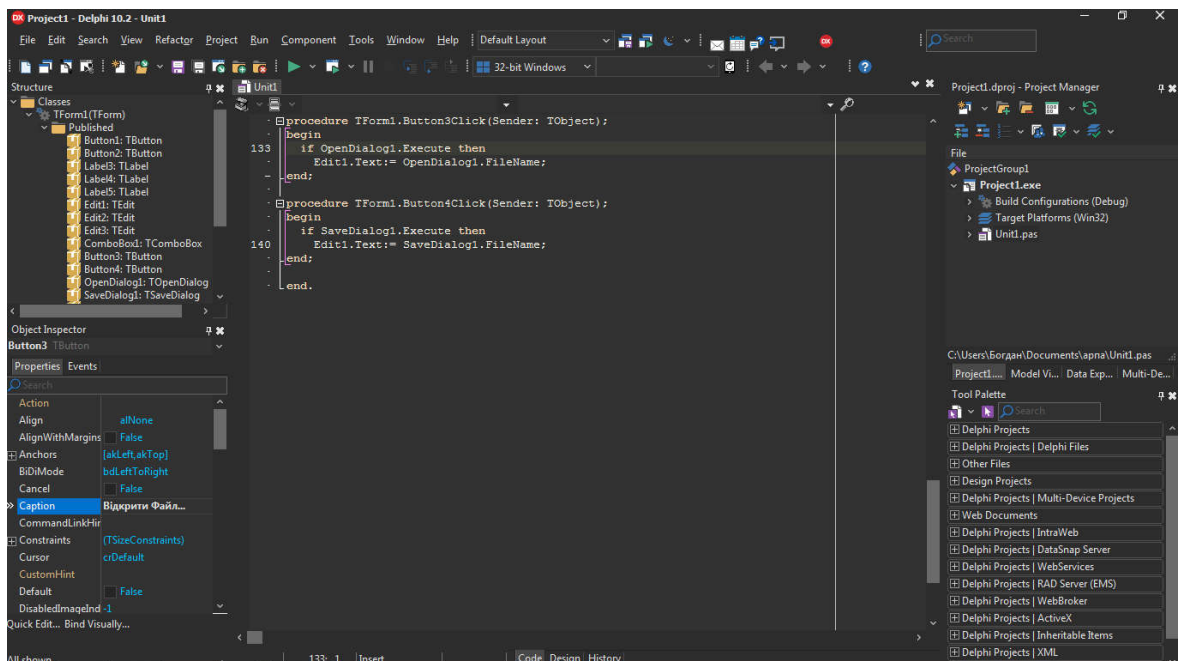 Project1 - Delphi 10.2 - Unit1
File Edit Search View Refactor Project Run Component Tools Window Help Default Layout Search
32-bit Windows
Structure
Classes
TForm1(TForm)
Published
Button1: TButton
Button2: TButton
Label3: TLabel
Label4: TLabel
Label5: TLabel
Edit1: TEdit
Edit2: TEdit
Edit3: TEdit
ComboBox1: TComboBox
Button3: TButton
Button4: TButton
OpenDialog1: TOpenDialog
SaveDialog1: TSaveDialog
Object Inspector
Button3 TButton
Properties Events
Search
Action
Align alNone
AlignWithMargins False
Anchors [akLeft,akTop]
BiDiMode bdLeftToRight
Cancel False
Caption Відкрити Файл...
CommandLinkHir
Constraints (TSizeConstraints)
Cursor crDefault
CustomHint
Default False
DisabledImageInd -1
Quick Edit... Bind Visually...
All shown
Unit1
procedure TForm1.Button3Click(Sender: TObject);
begin
133 if OpenDialog1.Execute then
Edit1.Text:= OpenDialog1.FileName;
end;
procedure TForm1.Button4Click(Sender: TObject);
begin
if SaveDialog1.Execute then
140 Edit1.Text:= SaveDialog1.FileName;
end;
end.
133: 1 Insert Code Design History
Project1.dproj - Project Manager
File
ProjectGroup1
Project1.exe
Build Configurations (Debug)
Target Platforms (Win32)
Unit1.pas
C:\Users\Богдан\Documents\apna\Unit1.pas
Project1.... Model Vi... Data Exp... Multi-De...
Tool Palette
Search
Delphi Projects
Delphi Projects | Delphi Files
Other Files
Design Projects
Delphi Projects | Multi-Device Projects
Web Documents
Delphi Projects | IntraWeb
Delphi Projects | DataSnap Server
Delphi Projects | WebServices
Delphi Projects | RAD Server (EMS)
Delphi Projects | WebBroker
Delphi Projects | ActiveX
Delphi Projects | Inheritable Items
Delphi Projects | XML